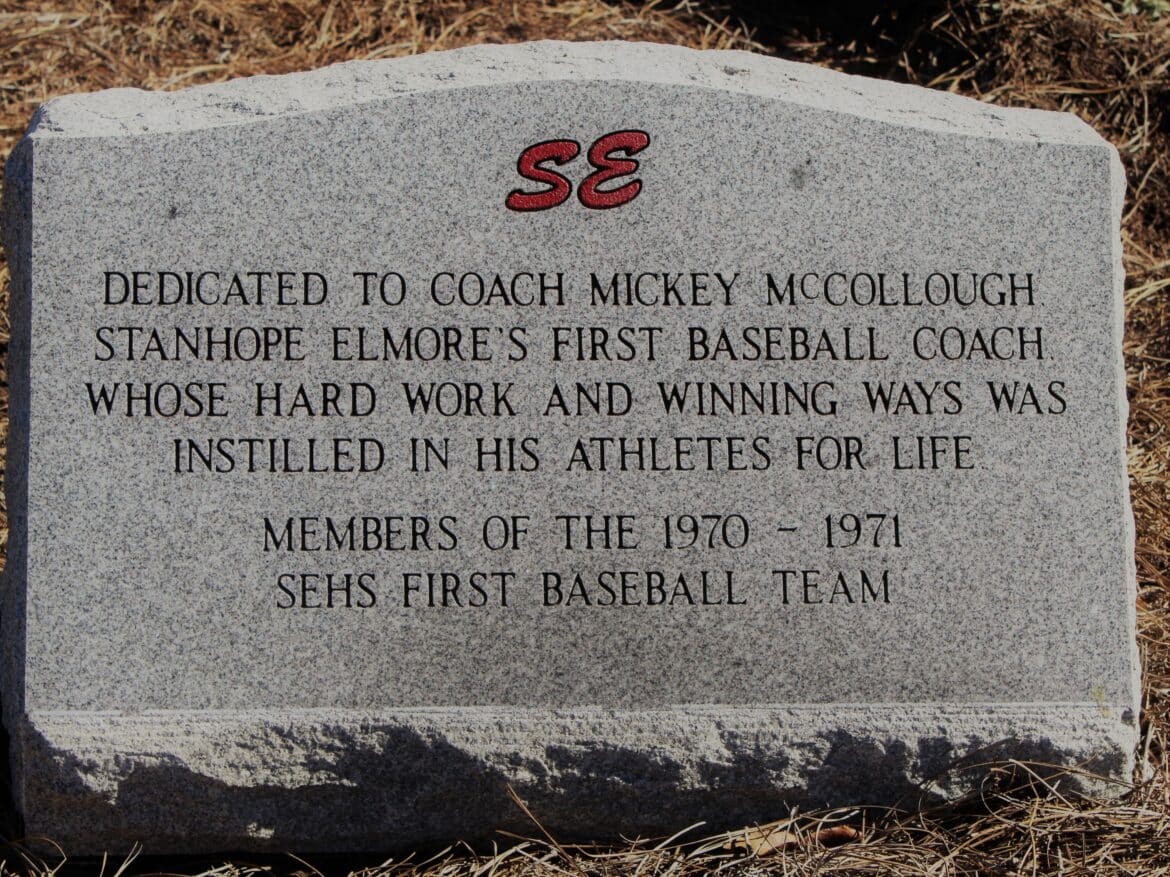 SE
DEDICATED TO COACH MICKEY McCOLLOUGH.
STANHOPE ELMORE'S FIRST BASEBALL COACH.
WHOSE HARD WORK AND WINNING WAYS WAS
INSTILLED IN HIS ATHLETES FOR LIFE.
MEMBERS OF THE 1970 - 1971
SEHS FIRST BASEBALL TEAM